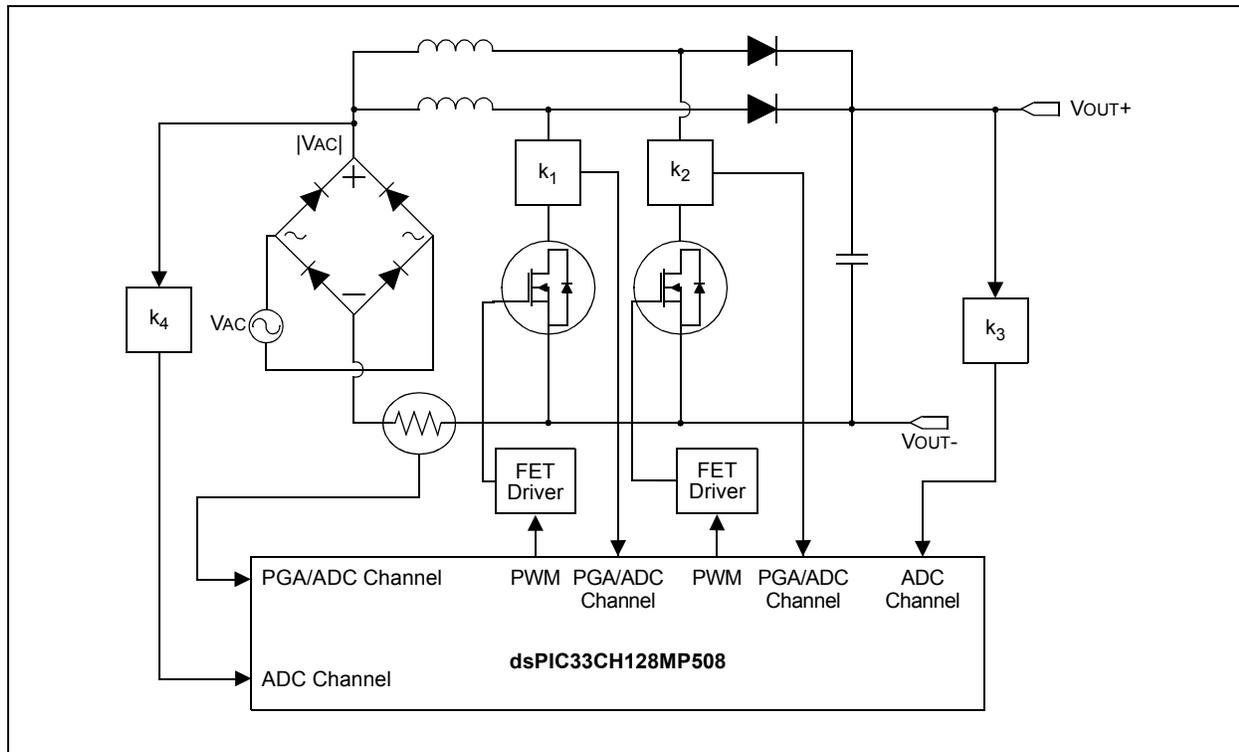 VOUT+
|VAC|
+
k1
k2
k4
VAC
−
k3
VOUT-
FET
Driver
FET
Driver
PGA/ADC Channel
PWM
PGA/ADC
Channel
PWM
PGA/ADC
Channel
ADC
Channel
dsPIC33CH128MP508
ADC Channel